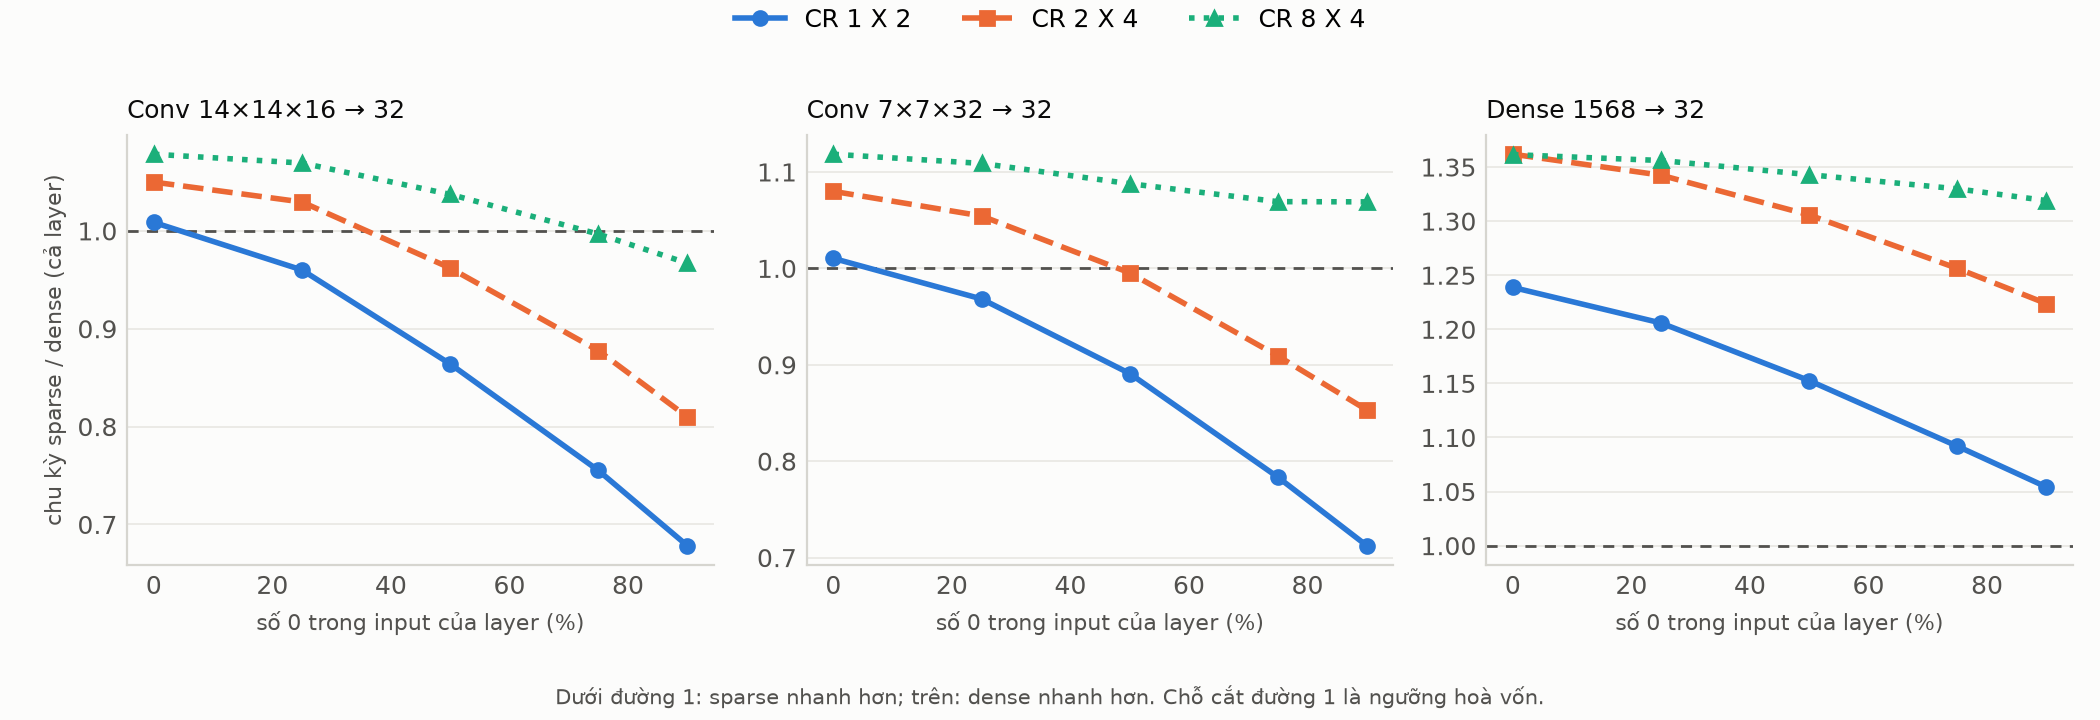 CR 1 X 2 CR 2 X 4 CR 8 X 4
Conv 14×14×16 → 32
chu kỳ sparse / dense (cả layer)
1.0
0.9
0.8
0.7
0 20 40 60 80
số 0 trong input của layer (%)
Conv 7×7×32 → 32
1.1
1.0
0.9
0.8
0.7
0 20 40 60 80
số 0 trong input của layer (%)
Dense 1568 → 32
1.35
1.30
1.25
1.20
1.15
1.10
1.05
1.00
0 20 40 60 80
số 0 trong input của layer (%)
Dưới đường 1: sparse nhanh hơn; trên: dense nhanh hơn. Chỗ cắt đường 1 là ngưỡng hoà vốn.